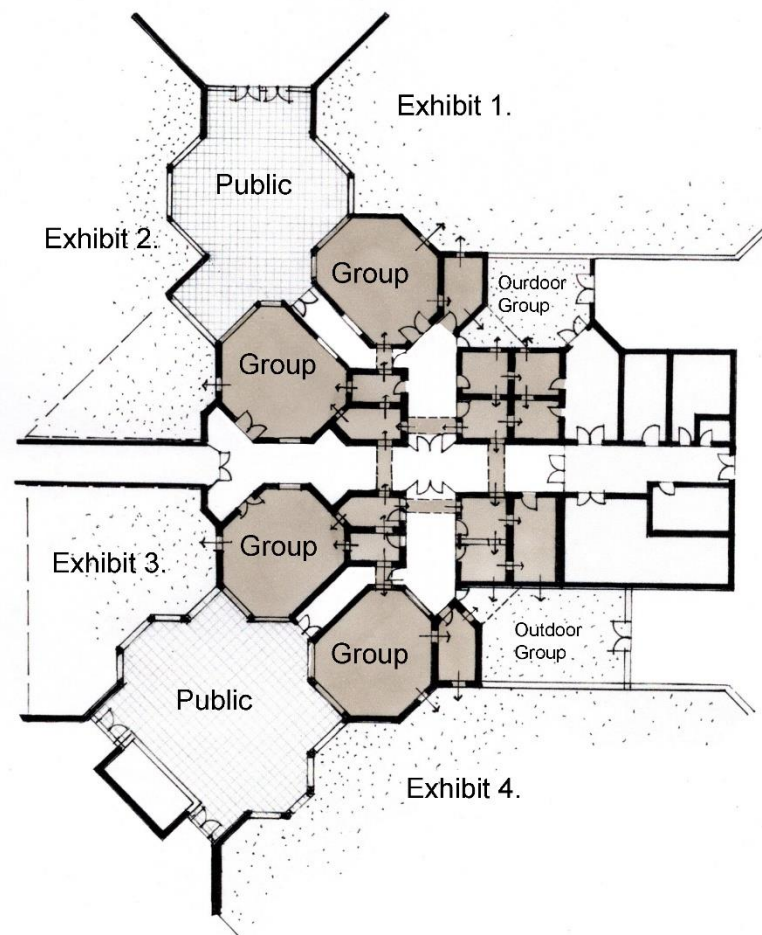 Exhibit 1.
Public
Exhibit 2.
Group
Ourdoor
Group
Group
Group
Exhibit 3.
Group
Outdoor
Group
Public
Exhibit 4.